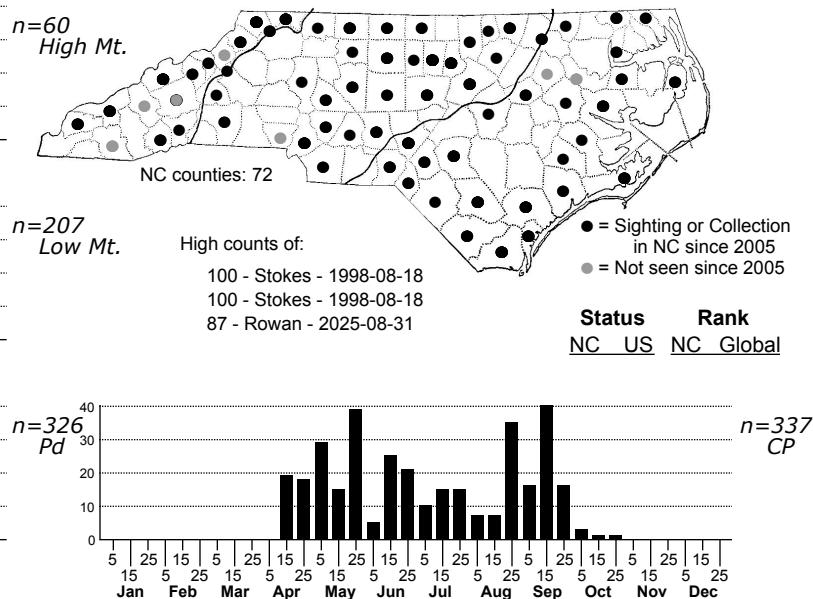 n=60
High Mt.
NC counties: 72
n=207
Low Mt.
High counts of:
100 - Stokes - 1998-08-18
100 - Stokes - 1998-08-18
87 - Rowan - 2025-08-31
= Sighting or Collection
in NC since 2005
= Not seen since 2005
Status Rank
NC US NC Global
n=326
Pd
n=337
CP
40
30
20
10
0
5 25 15 5 25 15 5 25 15 5 25 15 5 25 15 5 25 15
15 5 25 15 5 25 15 5 25 15 5 25 15 5 25 15 5 25
Jan Feb Mar Apr May Jun Jul Aug Sep Oct Nov Dec